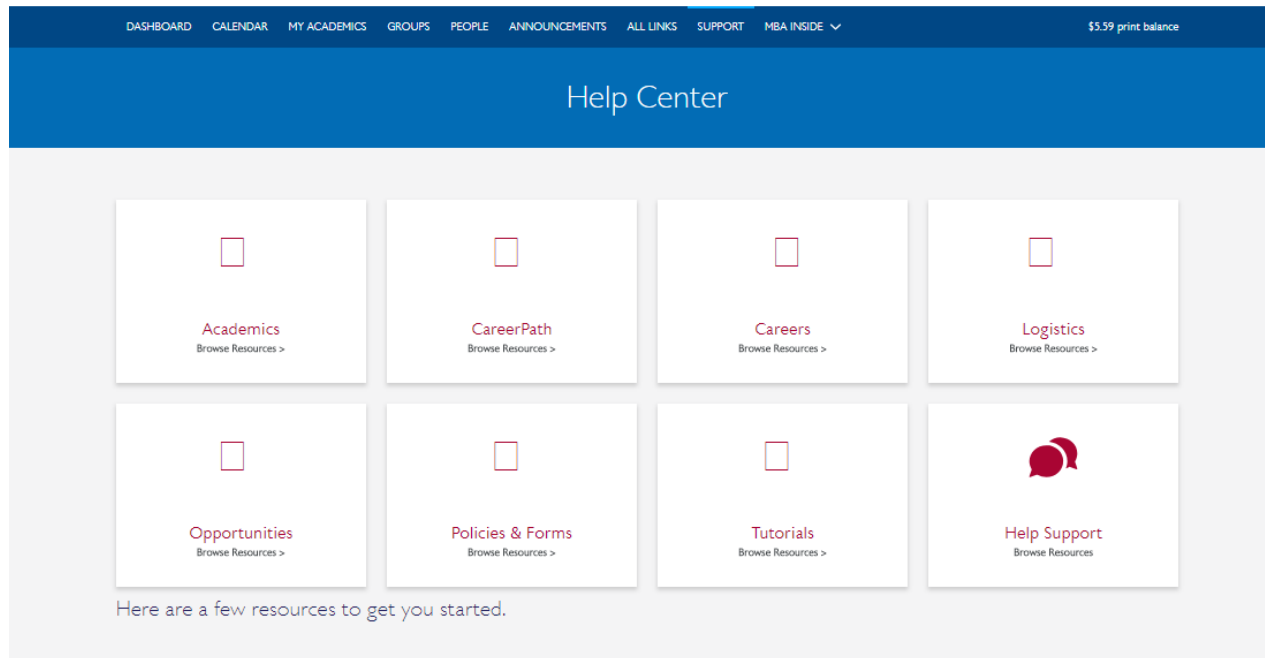 DASHBOARD CALENDAR MY ACADEMICS GROUPS PEOPLE ANNOUNCEMENTS ALL LINKS SUPPORT MBA INSIDE $5.59 print balance
Help Center
Academics
Browse Resources >
CareerPath
Browse Resources >
Careers
Browse Resources >
Logistics
Browse Resources >
Opportunities
Browse Resources >
Policies & Forms
Browse Resources >
Tutorials
Browse Resources >
Help Support
Browse Resources
Here are a few resources to get you started.